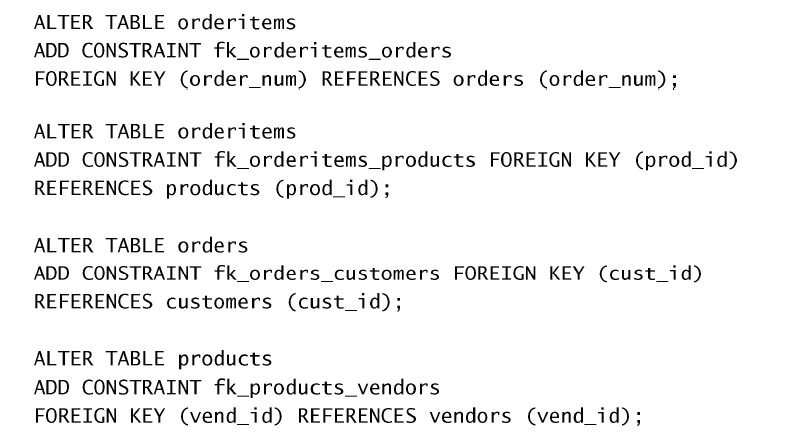 ALTER TABLE orderitems
ADD CONSTRAINT fk_orderitems_orders
FOREIGN KEY (order_num) REFERENCES orders (order_num);
ALTER TABLE orderitems
ADD CONSTRAINT fk_orderitems_products FOREIGN KEY (prod_id)
REFERENCES products (prod_id);
ALTER TABLE orders
ADD CONSTRAINT fk_orders_customers FOREIGN KEY (cust_id)
REFERENCES customers (cust_id);
ALTER TABLE products
ADD CONSTRAINT fk_products_vendors
FOREIGN KEY (vend_id) REFERENCES vendors (vend_id);